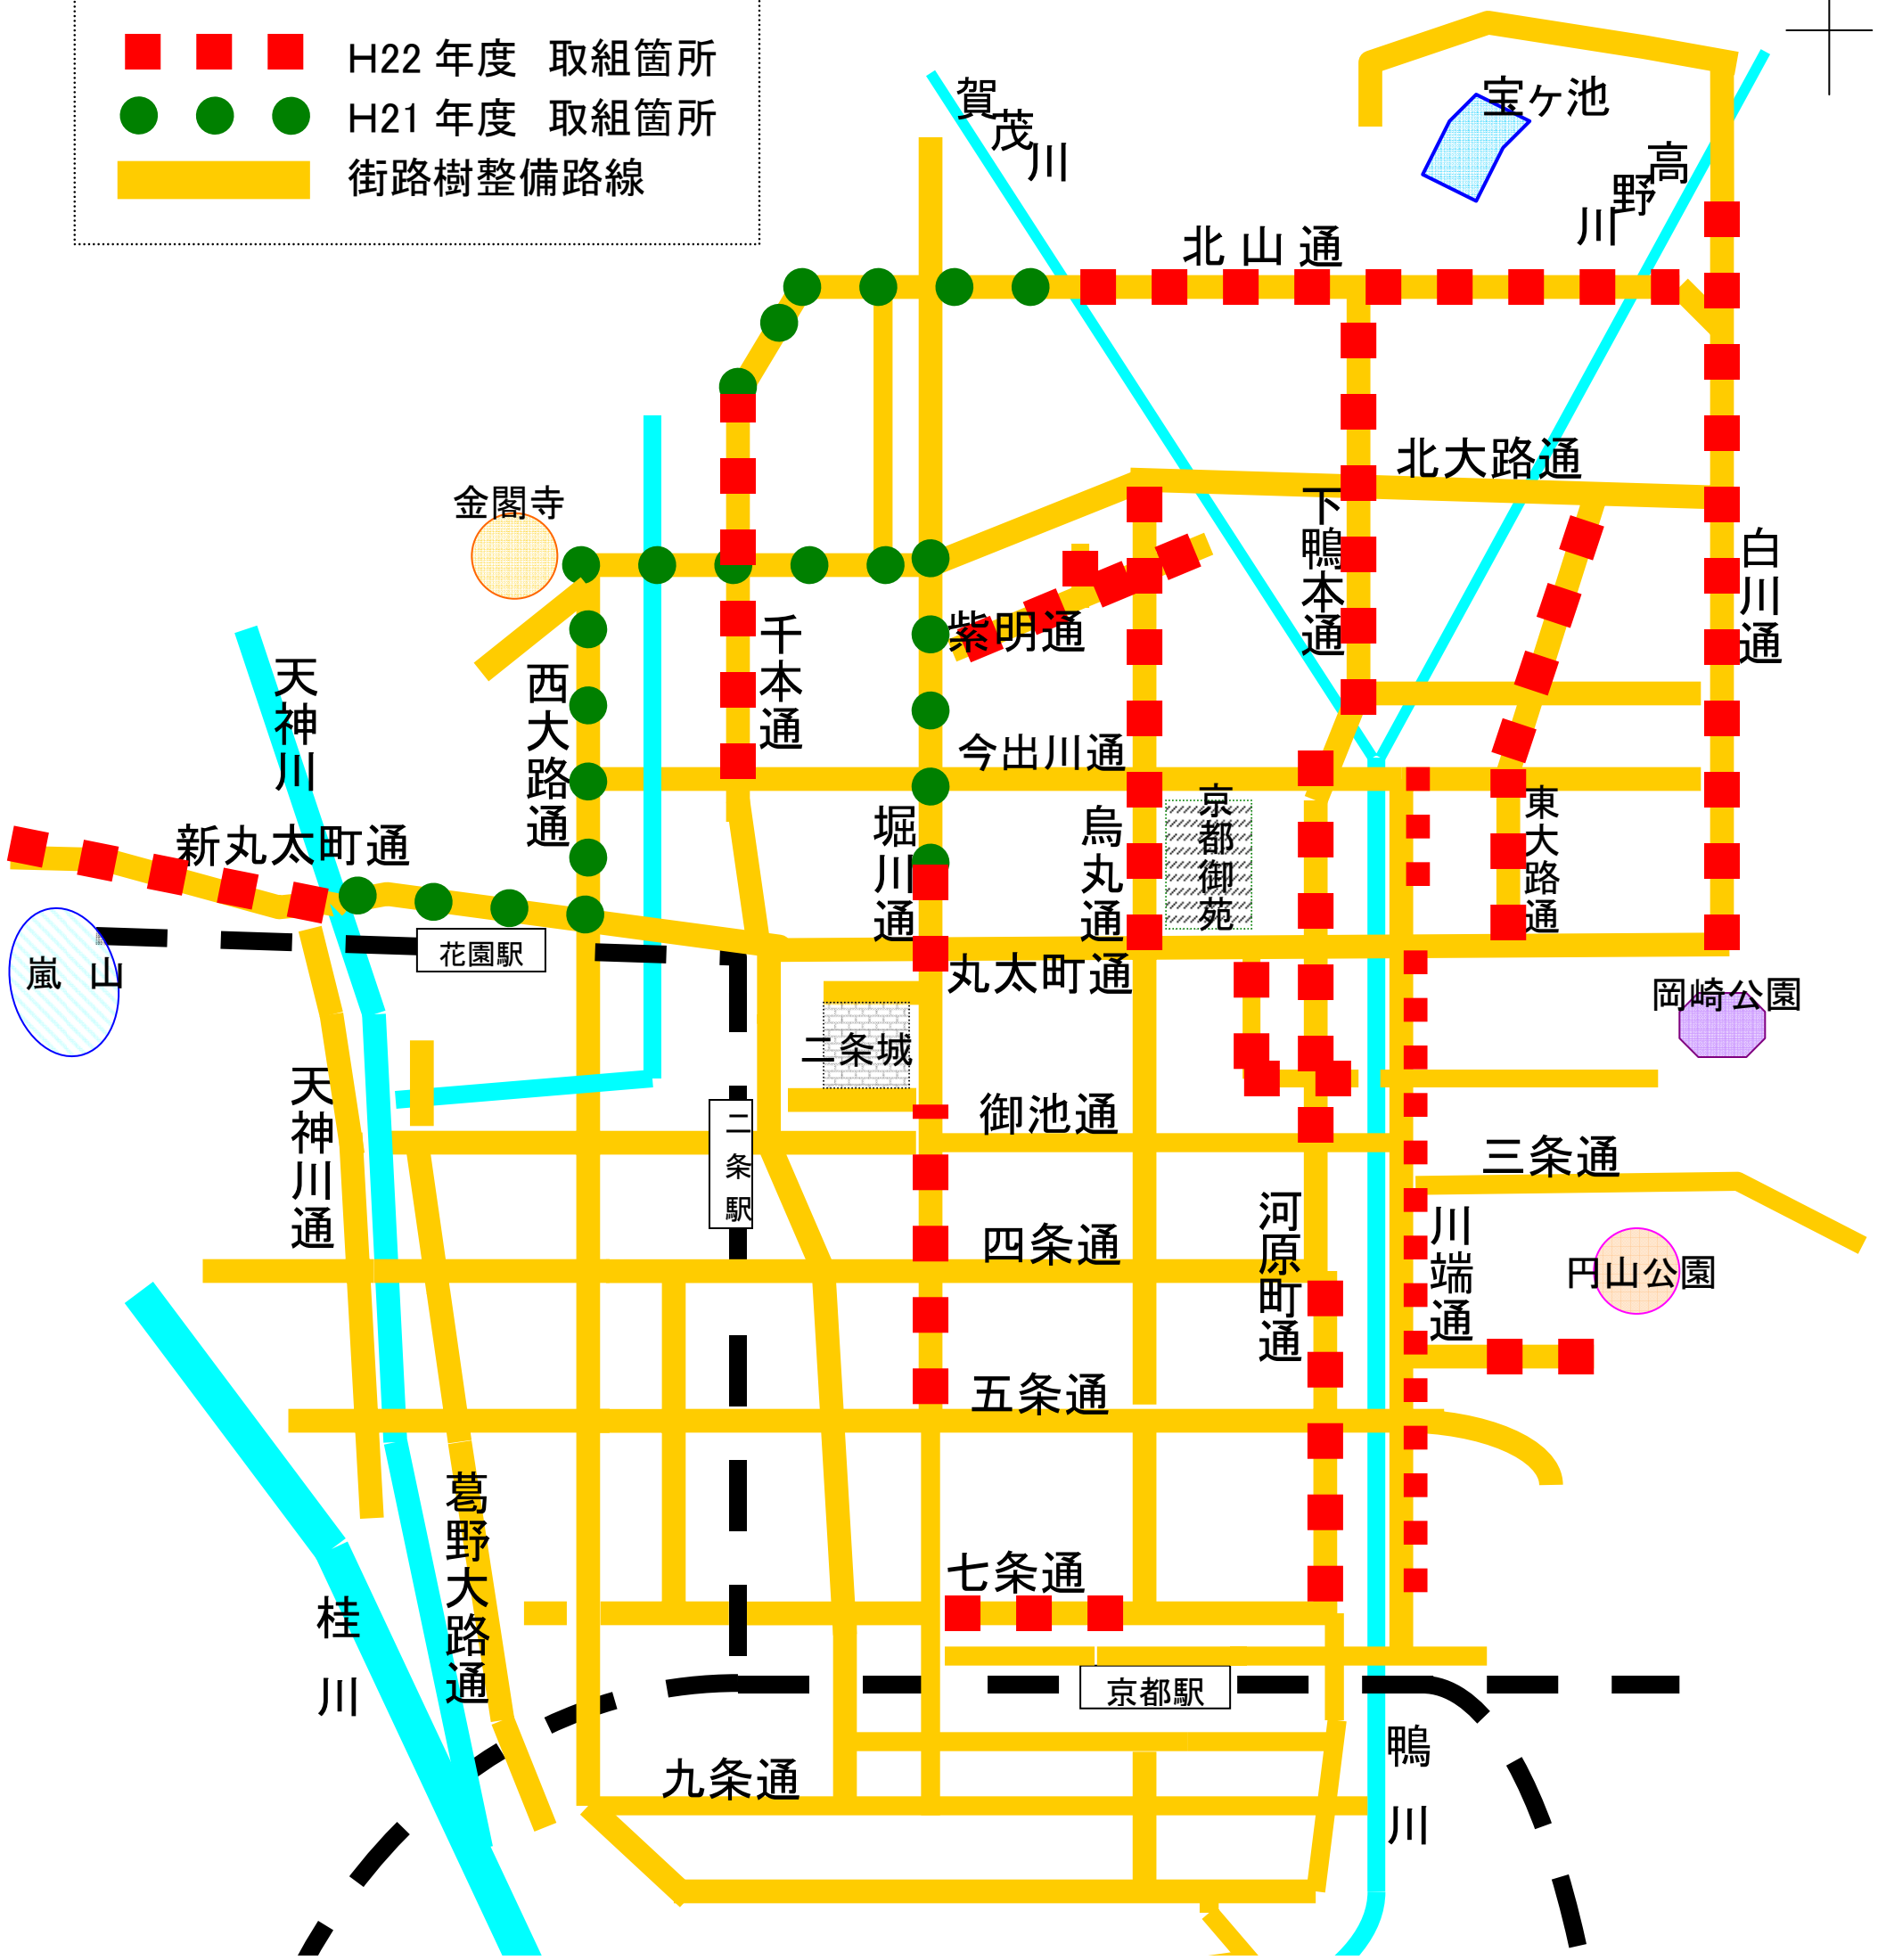 H22 年度　取組箇所
H21 年度　取組箇所
街路樹整備路線
賀茂川
宝ヶ池
高野川
北山通
北大路通
金閣寺
下鴨本通
白川通
紫明通
千本通
西大路通
天神川
今出川通
京都御苑
東大路通
堀川通
烏丸通
新丸太町通
花園駅
嵐　山
丸太町通
岡崎公園
二条城
天神川通
御池通
二条駅
三条通
河原町通
川端通
四条通
円山公園
五条通
葛野大路通
七条通
桂川
京都駅
鴨川
九条通